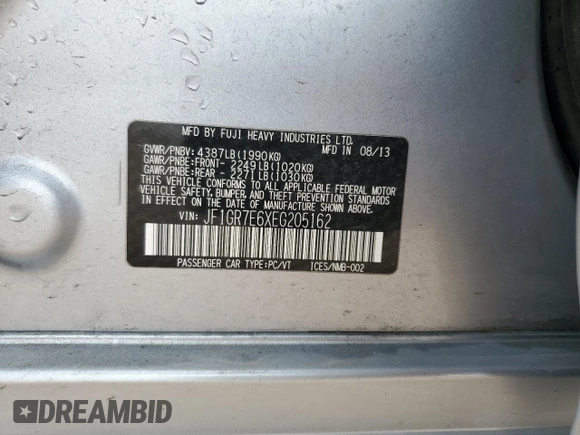 MFD BY FUJI HEAVY INDUSTRIES LTD. MFD IN 08/13
GVWR/PNBV: 4387LB(1990KG)
GAWR/PNBE:FRONT- 2249LB(1020KG)
GAWR/PNBE:REAR - 2271LB(1030KG)
THIS VEHICLE CONFORMS TO ALL APPLICABLE FEDERAL MOTOR
VEHICLE SAFETY, BUMPER, AND THEFT PREVENTION STANDARDS
IN EFFECT ON THE DATE OF MANUFACTURE SHOWN ABOVE.
VIN: JF1GR7E6XEG205162
PASSENGER CAR TYPE:PC/VT ICES/NMB-002
DREAMBID